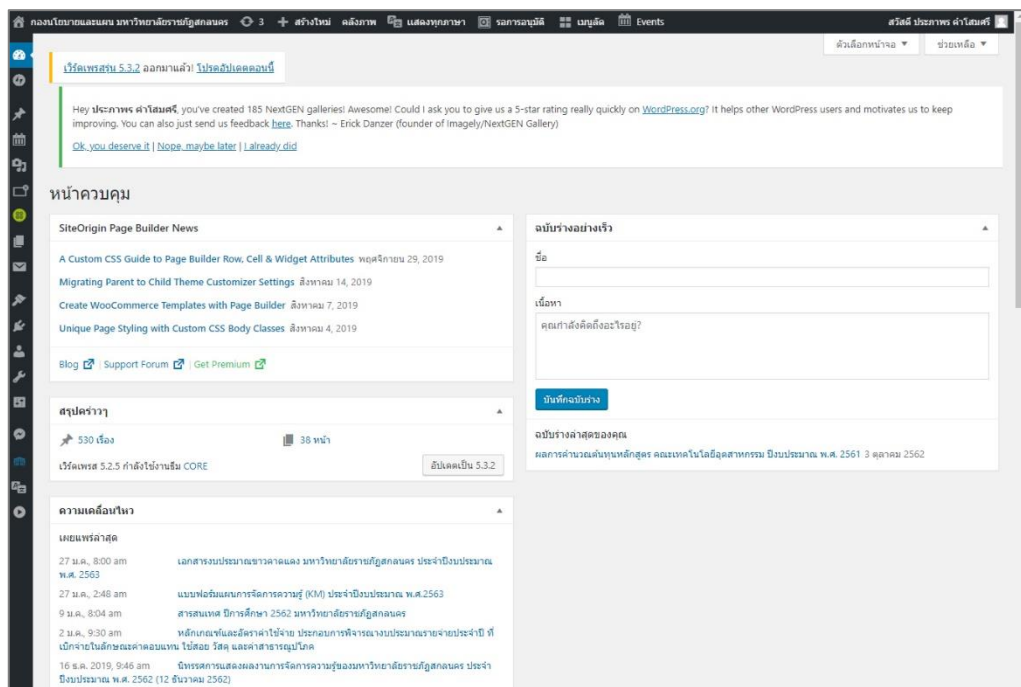 กองนโยบายและแผน มหาวิทยาลัยราชภัฏสกลนคร 3 + สร้างใหม่ คลังภาพ แสดงทุกภาษา รอการอนุมัติ เมนูลัด Events สวัสดี ประภาพร คำโสมศรี
ตัวเลือกหน้าจอ ช่วยเหลือ
เวิร์ดเพรสรุ่น 5.3.2 ออกมาแล้ว! โปรดอัปเดตตอนนี้
Hey ประภาพร คำโสมศรี, you've created 185 NextGEN galleries! Awesome! Could I ask you to give us a 5-star rating really quickly on WordPress.org? It helps other WordPress users and motivates us to keep
improving. You can also just send us feedback here. Thanks! ~ Erick Danzer (founder of Imagely/NextGEN Gallery)
Ok, you deserve it | Nope, maybe later | I already did
หน้าควบคุม
SiteOrigin Page Builder News
A Custom CSS Guide to Page Builder Row, Cell & Widget Attributes พฤศจิกายน 29, 2019
Migrating Parent to Child Theme Customizer Settings สิงหาคม 14, 2019
Create WooCommerce Templates with Page Builder สิงหาคม 7, 2019
Unique Page Styling with Custom CSS Body Classes สิงหาคม 4, 2019
Blog | Support Forum | Get Premium
สรุปคร่าวๆ
530 เรื่อง 38 หน้า
เวิร์ดเพรส 5.2.5 กำลังใช้งานธีม CORE อัปเดตเป็น 5.3.2
ความเคลื่อนไหว
เผยแพร่ล่าสุด
27 ม.ค., 8:00 am เอกสารงบประมาณขาวคาดแดง มหาวิทยาลัยราชภัฏสกลนคร ประจำปีงบประมาณ
พ.ศ. 2563
27 ม.ค., 2:48 am แบบฟอร์มแผนการจัดการความรู้ (KM) ประจำปีงบประมาณ พ.ศ.2563
9 ม.ค., 8:04 am สารสนเทศ ปีการศึกษา 2562 มหาวิทยาลัยราชภัฏสกลนคร
2 ม.ค., 9:30 am หลักเกณฑ์และอัตราค่าใช้จ่าย ประกอบการพิจารณางบประมาณรายจ่ายประจำปี ที่
เบิกจ่ายในลักษณะค่าตอบแทน ใช้สอย วัสดุ และค่าสาธารณูปโภค
16 ธ.ค. 2019, 9:46 am นิทรรศการแสดงผลงานการจัดการความรู้ของมหาวิทยาลัยราชภัฏสกลนคร ประจำ
ปีงบประมาณ พ.ศ. 2562 (12 ธันวาคม 2562)
ฉบับร่างอย่างเร็ว
ชื่อ
เนื้อหา
คุณกำลังคิดถึงอะไรอยู่?
บันทึกฉบับร่าง
ฉบับร่างล่าสุดของคุณ
ผลการคำนวณต้นทุนหลักสูตร คณะเทคโนโลยีอุตสาหกรรม ปีงบประมาณ พ.ศ. 2561 3 ตุลาคม 2562